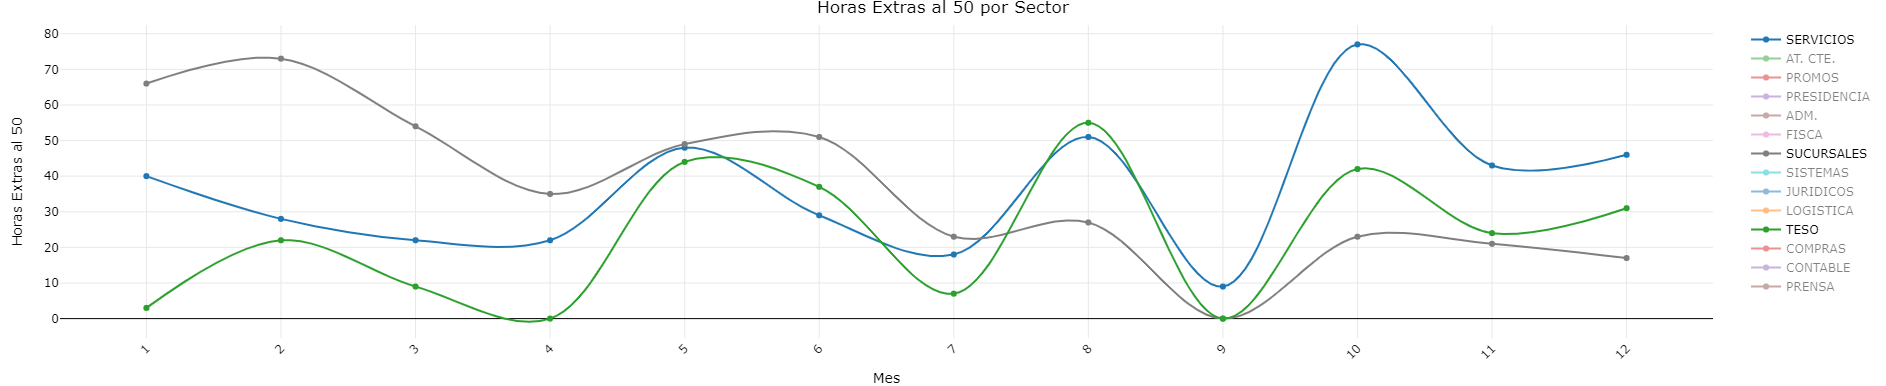 Horas Extras al 50 por Sector
Horas Extras al 50
80
70
60
50
40
30
20
10
0
1
2
3
4
5
6
7
8
9
10
11
12
Mes
SERVICIOS
AT. CTE.
PROMOS
PRESIDENCIA
ADM.
FISCA
SUCURSALES
SISTEMAS
JURIDICOS
LOGISTICA
TESO
COMPRAS
CONTABLE
PRENSA